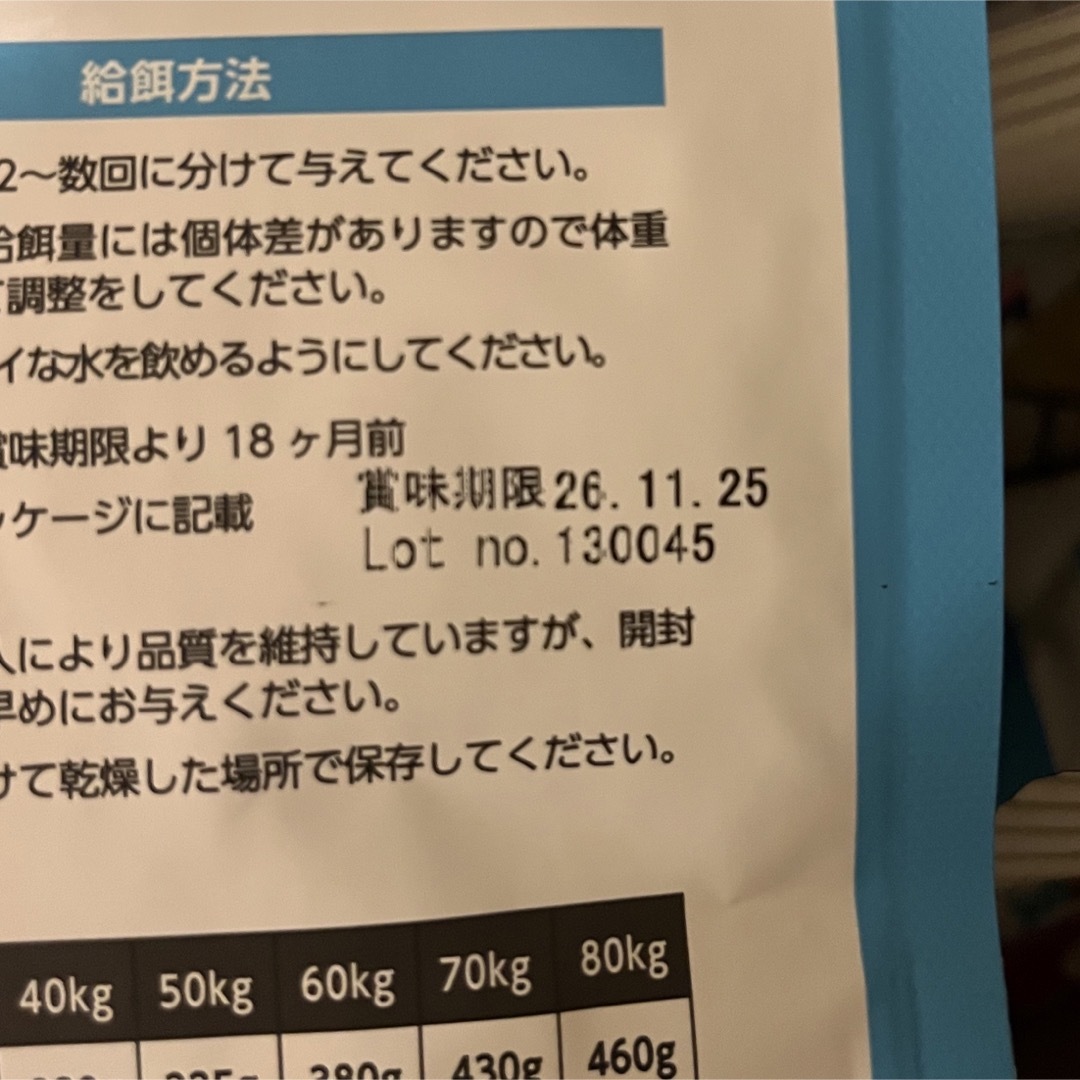 給餌方法
2〜数回に分けて与えてください。
給餌量には個体差がありますので体重
調整をしてください。
イな水を飲めるようにしてください。
賞味期限より18ヶ月前
ッケージに記載
賞味期限26.11.25
Lot no.130045
人により品質を維持していますが、開封
早めにお与えください。
けて乾燥した場所で保存してください。
40kg 50kg 60kg 70kg 80kg
380g 430g 460g